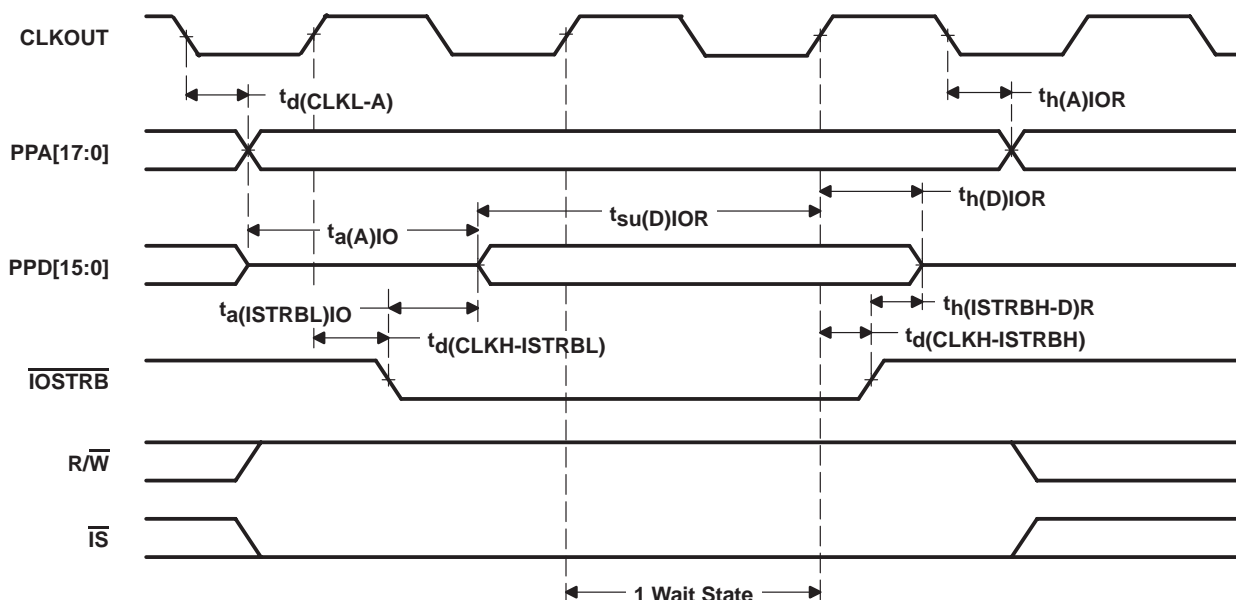 CLKOUT
td(CLKL-A)
th(A)IOR
PPA[17:0]
th(D)IOR
tsu(D)IOR
ta(A)IO
PPD[15:0]
ta(ISTRBL)IO
th(ISTRBH-D)R
td(CLKH-ISTRBL)
td(CLKH-ISTRBH)
IOSTRB
R/W
IS
1 Wait State